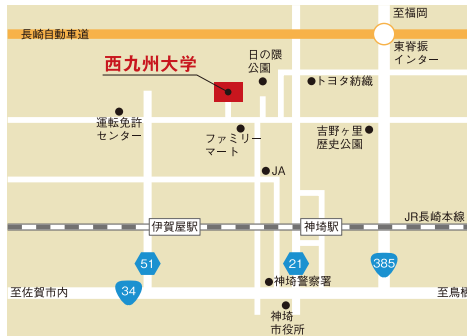 至福岡
長崎自動車道
東脊振
インター
西九州大学
日の隈
公園
トヨタ紡織
運転免許
センター
ファミリー
マート
吉野ヶ里
歴史公園
JA
JR長崎本線
伊賀屋駅
神埼駅
51
21
385
34
神埼警察署
至佐賀市内
至鳥栖
神埼
市役所